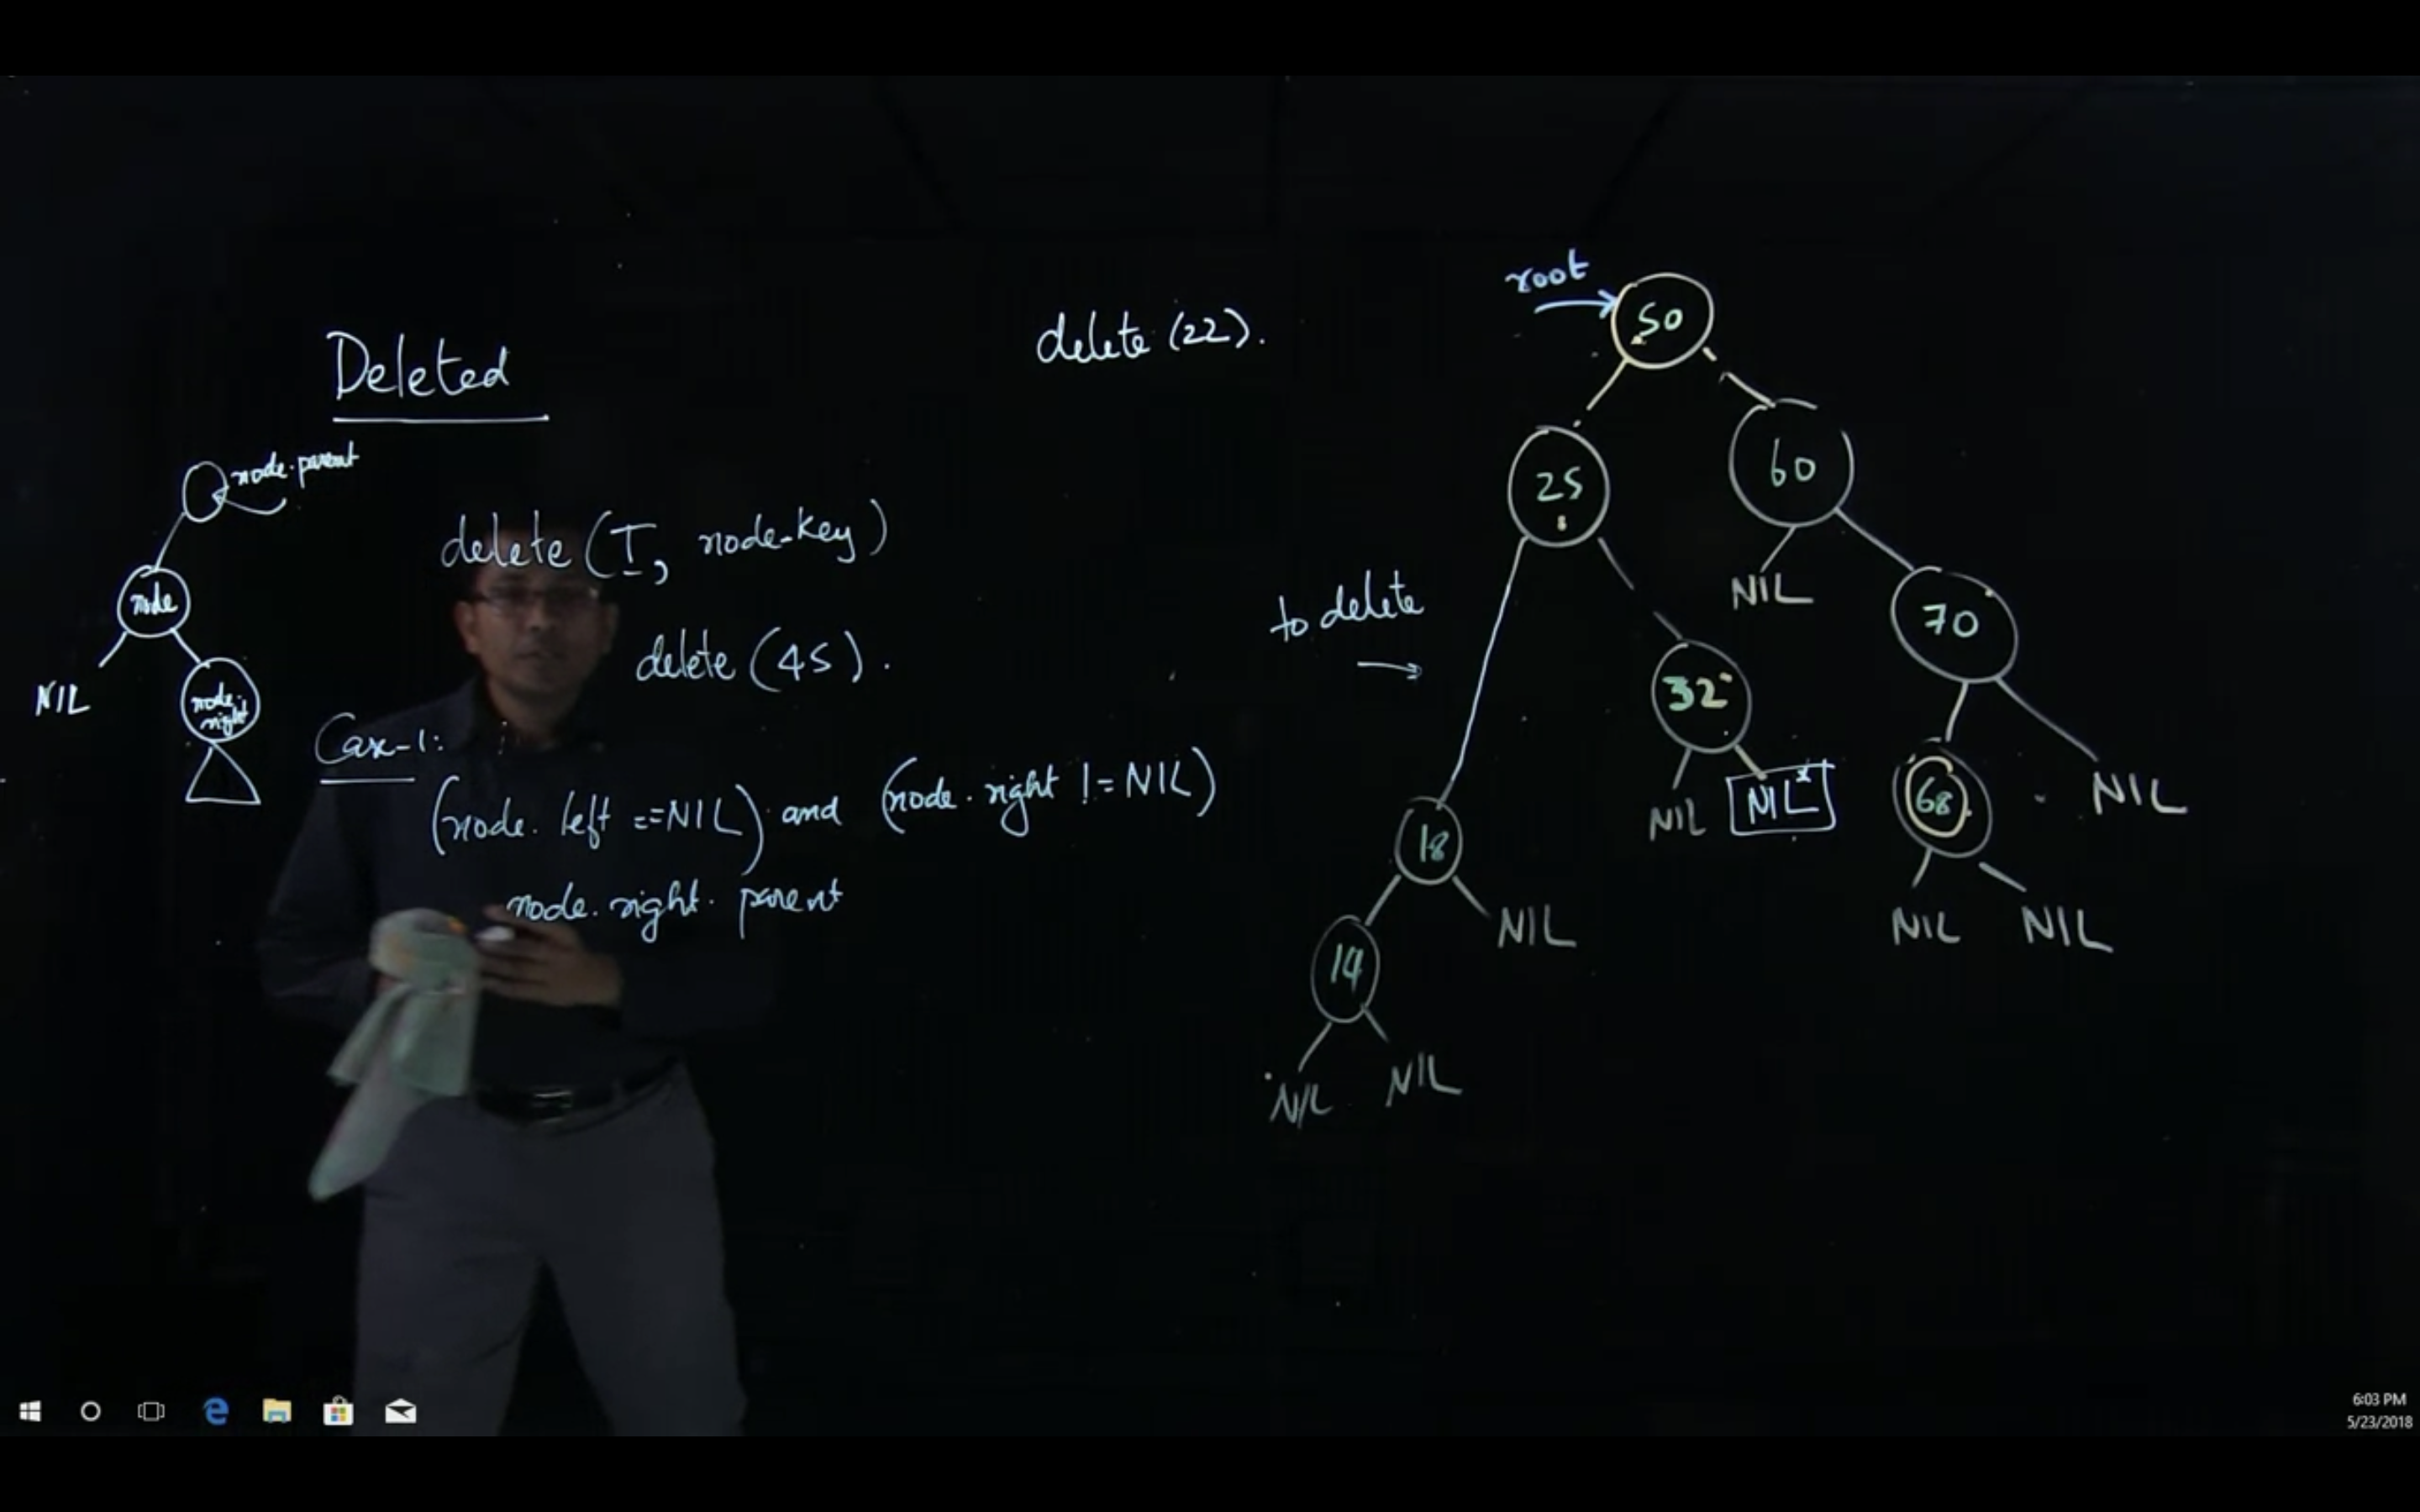 Deleted
node.parent
node
NIL
node.right
delete (T, node-key)
delete (45).
Case-1:
(node.left ==NIL) and (node.right != NIL)
node.right.parent
delete (22).
root
50
25
60
to delete
NIL
70
32
NIL
NIL
68
NIL
18
NIL
14
NIL
NIL
NIL
NIL
6:03 PM
5/23/2018